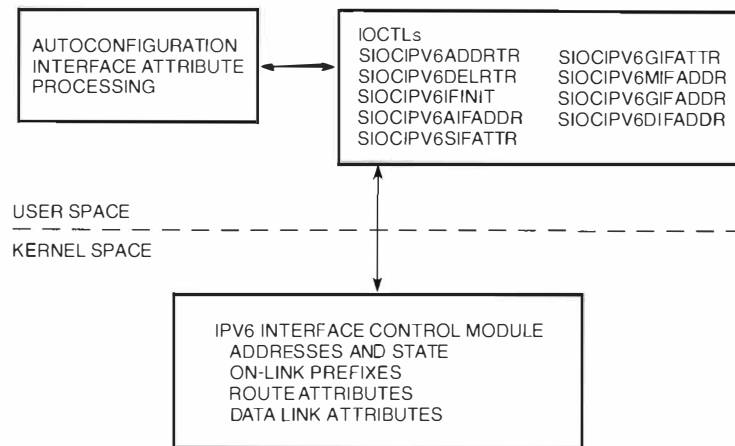 AUTOCONFIGURATION
INTERFACE ATTRIBUTE
PROCESSING
IOCTLs
SIOCIPV6ADDRTR
SIOCIPV6DELRTR
SIOCIPV6IFINIT
SIOCIPV6AIFADDR
SIOCIPV6SIFATTR
SIOCIPV6GIFATTR
SIOCIPV6MIFADDR
SIOCIPV6GIFADDR
SIOCIPV6DIFADDR
USER SPACE
KERNEL SPACE
IPV6 INTERFACE CONTROL MODULE
ADDRESSES AND STATE
ON-LINK PREFIXES
ROUTE ATTRIBUTES
DATA LINK ATTRIBUTES